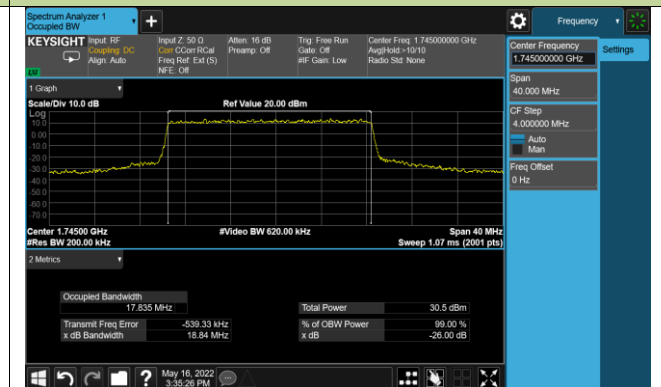 Spectrum Analyzer 1
Occupied BW
Frequency
KEYSIGHT
Input: RF
Coupling: DC
Align: Auto
Input Z: 50 Ω
Corr CCorr RCal
Freq Ref: Ext (S)
NFE: Off
Atten: 16 dB
Preamp: Off
Trig: Free Run
Gate: Off
#IF Gain: Low
Center Freq: 1.745000000 GHz
Avg|Hold:>10/10
Radio Std: None
Center Frequency
1.745000000 GHz
Settings
Span
40.000 MHz
CF Step
4.000000 MHz
Auto
Man
Freq Offset
0 Hz
1 Graph
Scale/Div 10.0 dB
Ref Value 20.00 dBm
Log
10.0
0.00
-10.0
-20.0
-30.0
-40.0
-50.0
-60.0
-70.0
Center 1.74500 GHz
#Video BW 620.00 kHz
Span 40 MHz
#Res BW 200.00 kHz
Sweep 1.07 ms (2001 pts)
2 Metrics
Occupied Bandwidth
17.835 MHz
Total Power
30.5 dBm
Transmit Freq Error
-539.33 kHz
% of OBW Power
99.00 %
x dB Bandwidth
18.84 MHz
x dB
-26.00 dB
May 16, 2022
3:35:26 PM